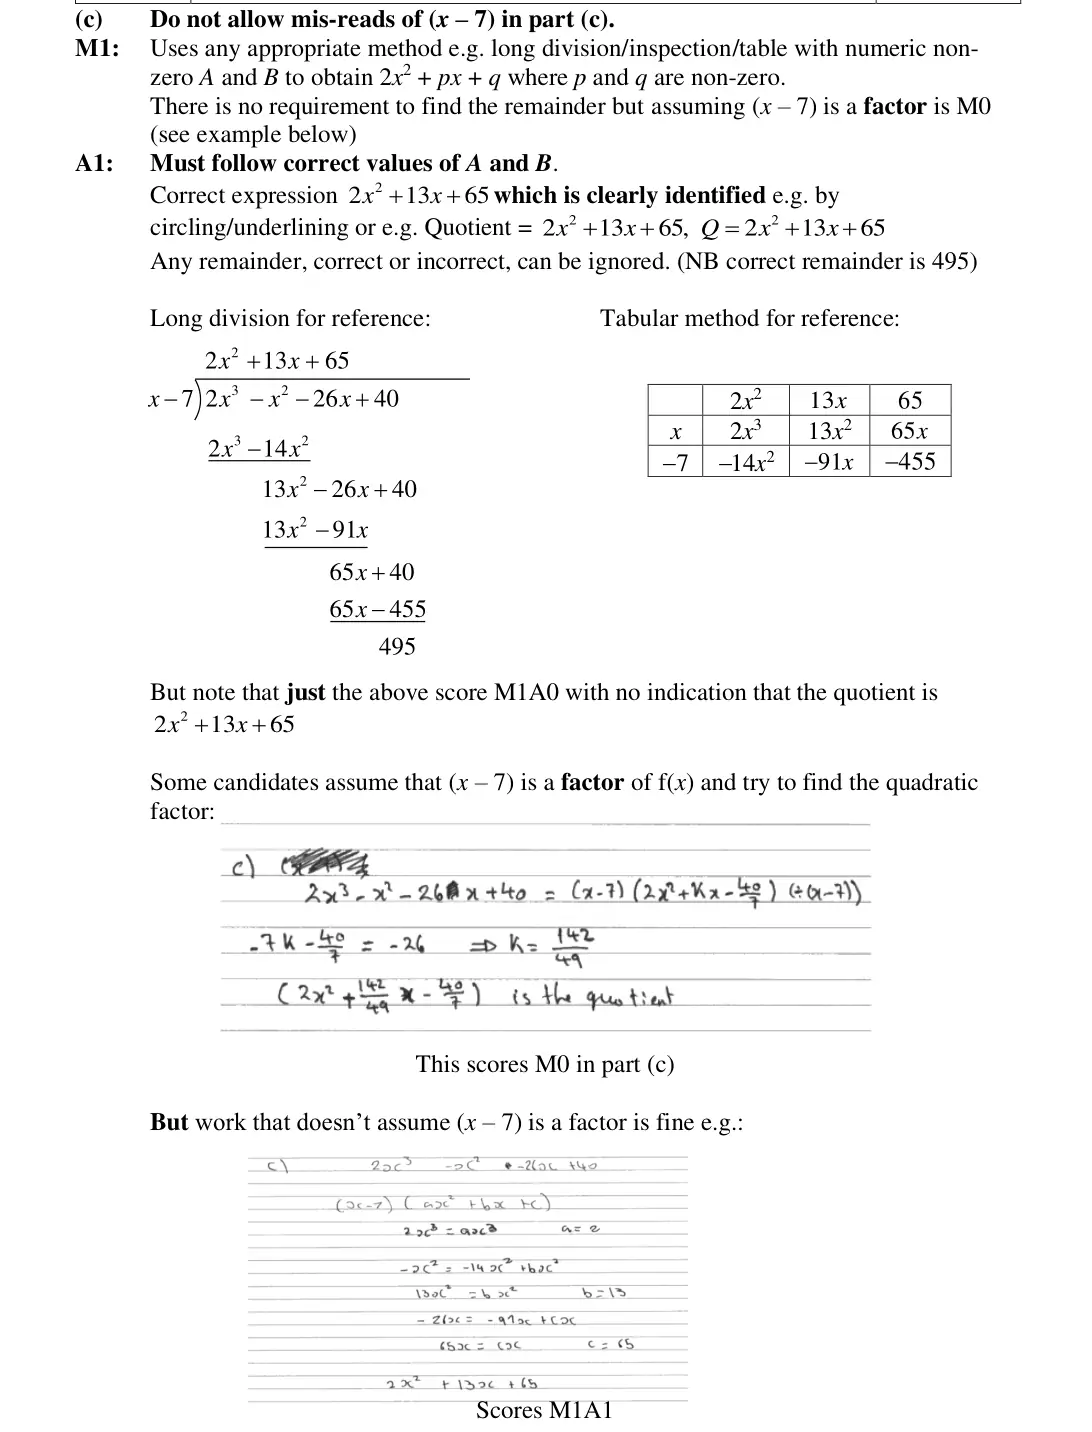 (c) Do not allow mis-reads of (x – 7) in part (c).
M1: Uses any appropriate method e.g. long division/inspection/table with numeric non-
zero A and B to obtain 2x² + px + q where p and q are non-zero.
There is no requirement to find the remainder but assuming (x – 7) is a factor is M0
(see example below)
A1: Must follow correct values of A and B.
Correct expression 2x² +13x+65 which is clearly identified e.g. by
circling/underlining or e.g. Quotient = 2x² +13x+65, Q = 2x² +13x+65
Any remainder, correct or incorrect, can be ignored. (NB correct remainder is 495)
Long division for reference:
2x² +13x + 65
x – 7)2x³ – x² – 26x + 40
2x³ –14x²
13x² – 26x + 40
13x² – 91x
65x + 40
65x – 455
495
Tabular method for reference:
2x² 13x 65
x 2x³ 13x² 65x
–7 –14x² –91x –455
But note that just the above score M1A0 with no indication that the quotient is
2x² +13x+65
Some candidates assume that (x – 7) is a factor of f(x) and try to find the quadratic
factor:
c)
2x³ - x² - 26x + 40 = (x-7) (2x²+Kx-40/7) (÷(x-7))
-7K - 40/7 = -26 ⇒ K= 142/49
(2x² + 142/49 x - 40/7) is the quotient
This scores M0 in part (c)
But work that doesn’t assume (x – 7) is a factor is fine e.g.:
c) 2x³ -x² -26x +40
(x-7) (ax² +bx +c)
2x³ = ax³ a= 2
-x² = -14x² +bx²
13x² = bx² b=13
- 26x = -91x +cx
65x = cx c = 65
2x² + 13x + 65
Scores M1A1